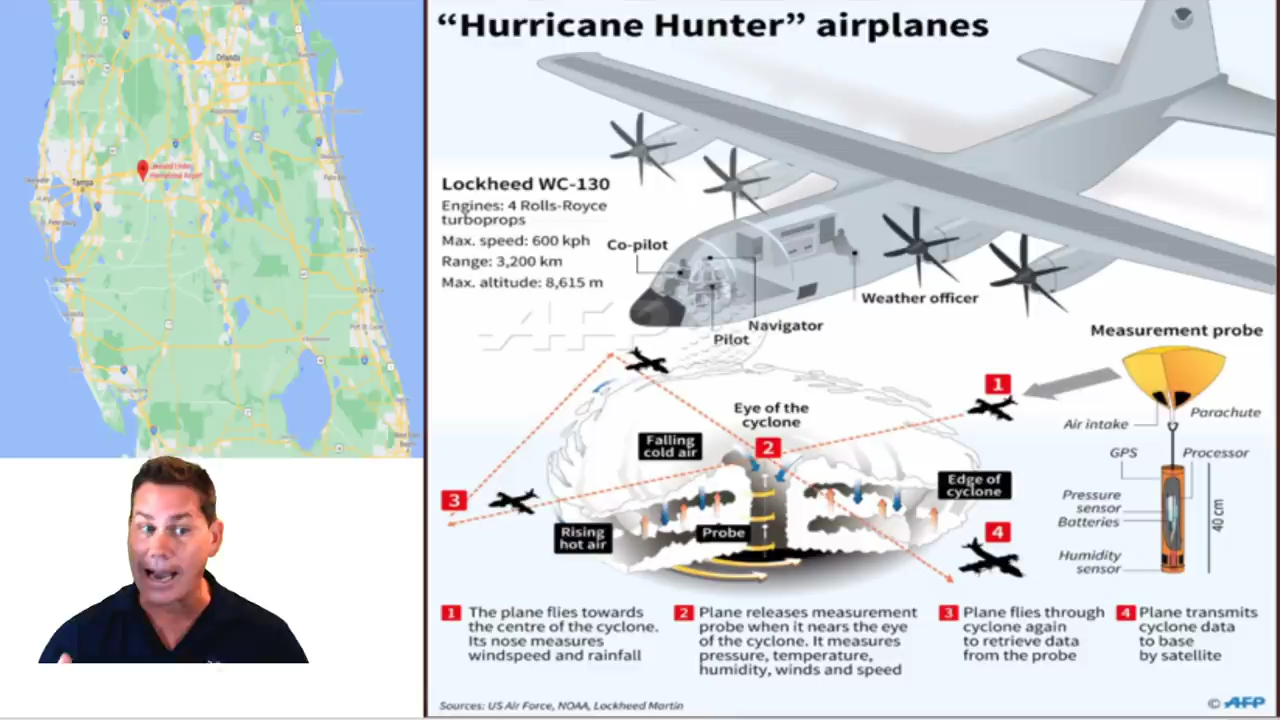 “Hurricane Hunter” airplanes
Orlando
Tampa
Lockheed WC-130
Engines: 4 Rolls-Royce
turboprops
Max. speed: 600 kph
Range: 3,200 km
Max. altitude: 8,615 m
Co-pilot
Pilot
Navigator
Weather officer
AFP
Measurement probe
Air intake
Parachute
GPS
Processor
Pressure
sensor
Batteries
Humidity
sensor
40 cm
1
Eye of the
cyclone
2
Falling
cold air
Edge of
cyclone
3
Rising
hot air
Probe
4
1 The plane flies towards
the centre of the cyclone.
Its nose measures
windspeed and rainfall
2 Plane releases measurement
probe when it nears the eye
of the cyclone. It measures
pressure, temperature,
humidity, winds and speed
3 Plane flies through
cyclone again
to retrieve data
from the probe
4 Plane transmits
cyclone data
to base
by satellite
Sources: US Air Force, NOAA, Lockheed Martin
© AFP